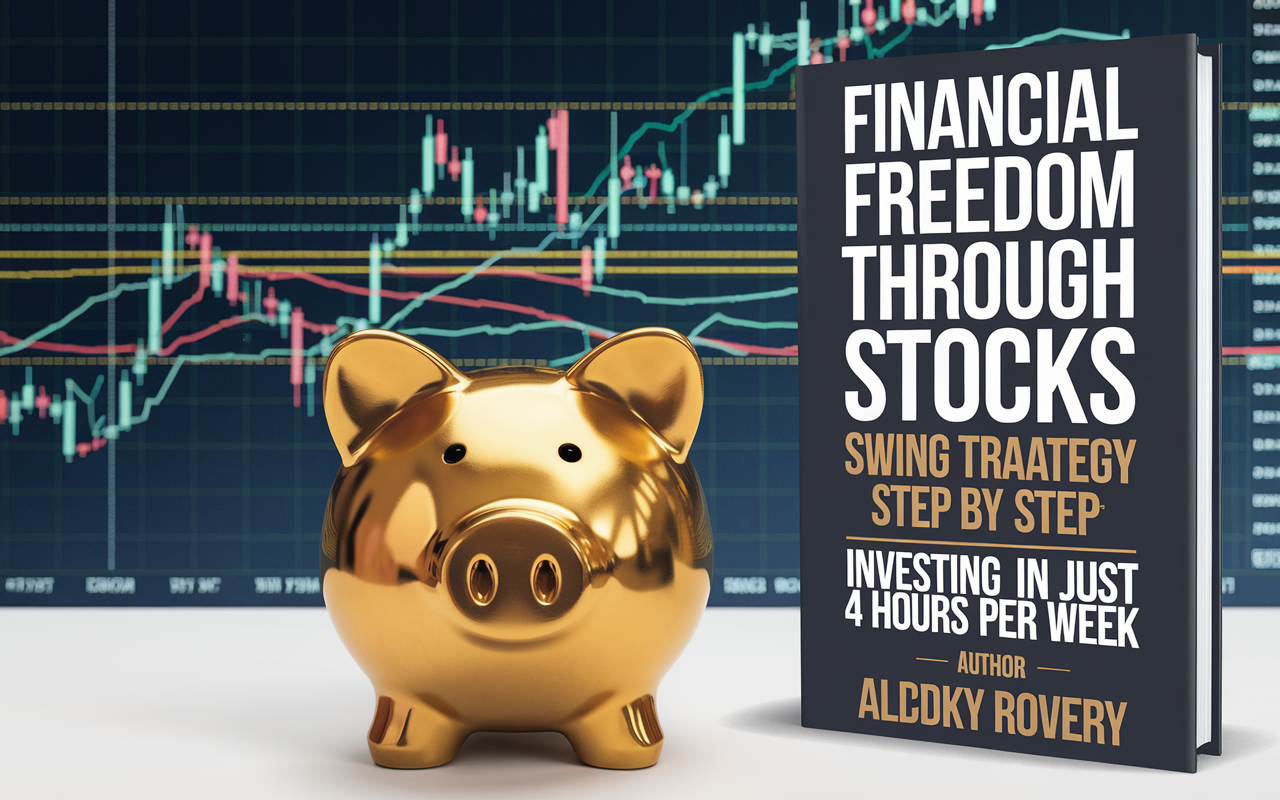 FINANCIAL
FREEDOM
THROUGH
STOCKS
SWING TRAATEGY
STEP BY STEP
INVESTING IN JUST
4 HOURS PER WEEK
AUTHOR
ALCDKY ROVERY